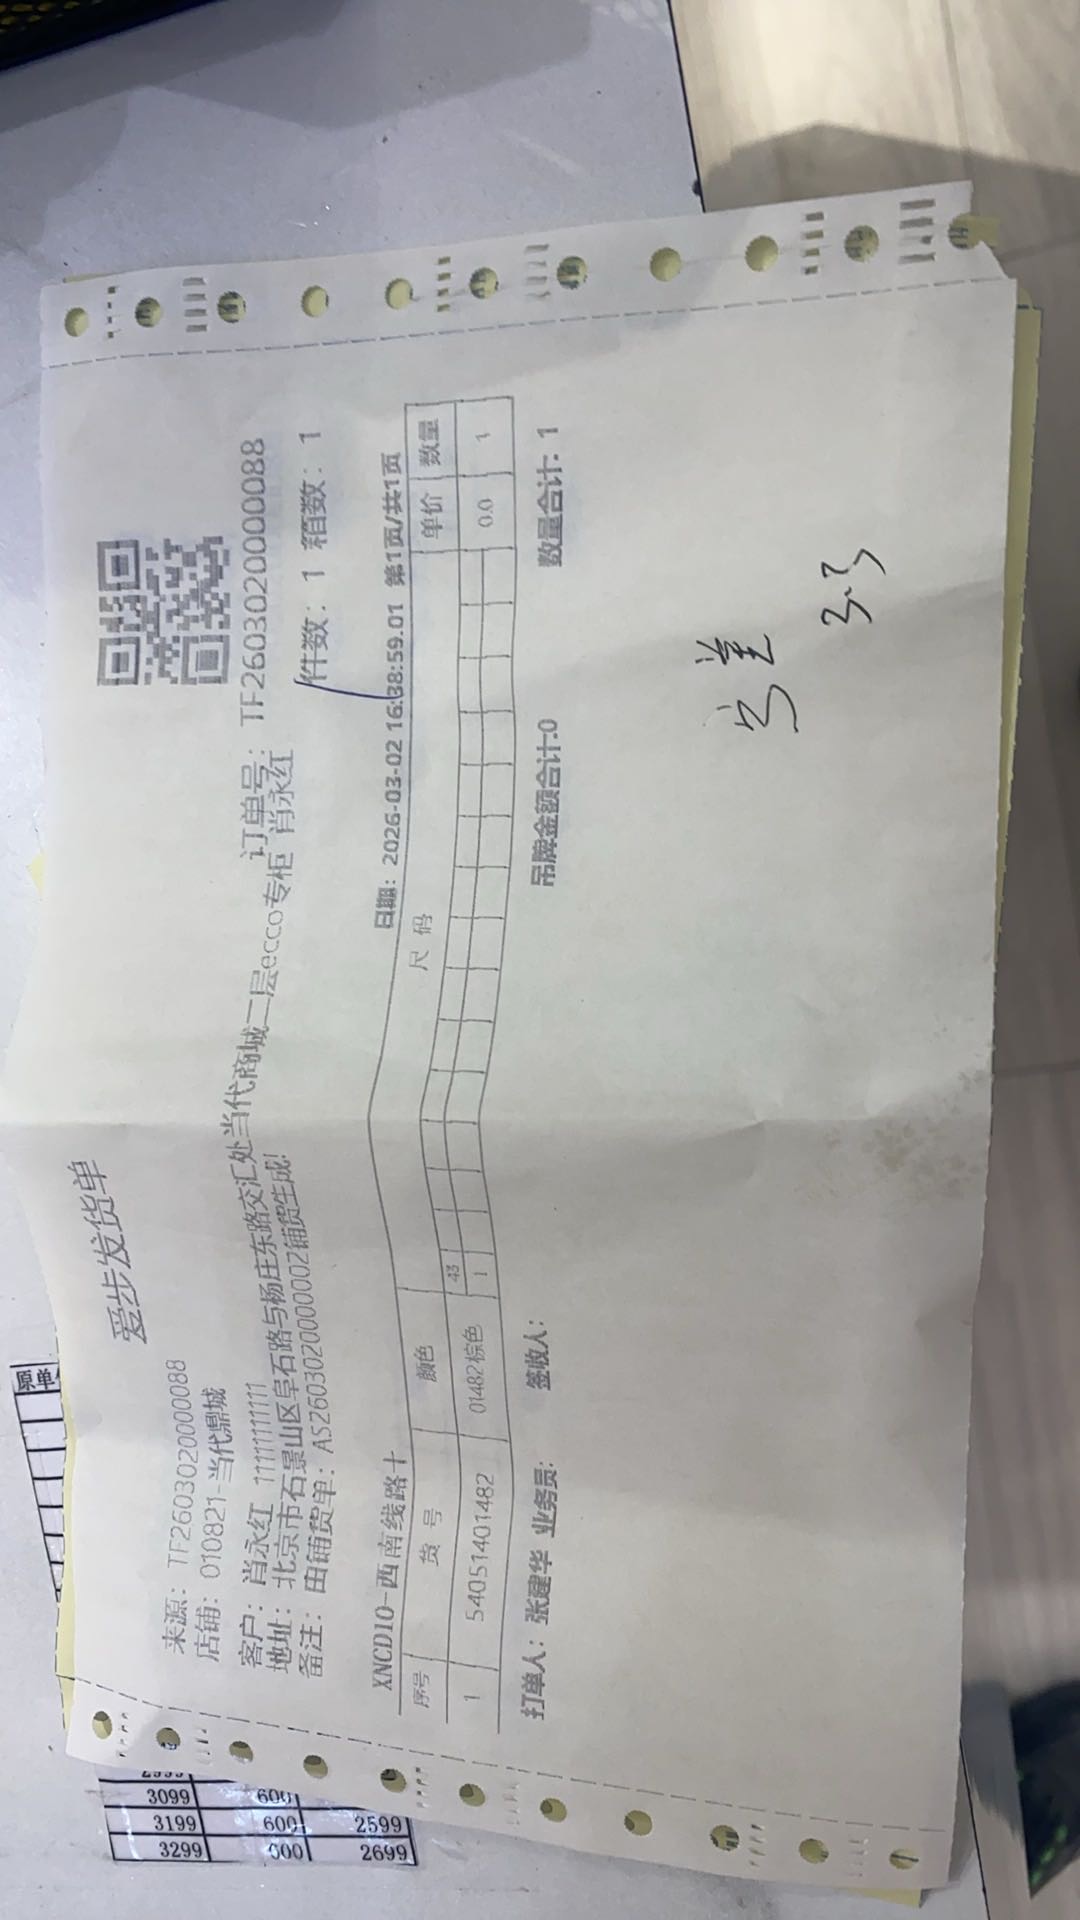 爱步发货单
来源：TF260302000000088
店铺：010821-当代鼎城
订单号：TF260302000000088
客户：肖永红 11111111111
地址：北京市石景山区阜石路与杨庄东路交汇处当代商城二层ecco专柜 肖永红
备注：由铺货单：AS260302000000002铺货生成!
件数：1 箱数：1
XNCD10-西南线路十
日期：2026-03-02 16:38:59.01 第1页/共1页
序号 货号 颜色 尺码 单价 数量
43
1 54051401482 01482棕色 1 0.0 1
打单人：张建华 业务员： 签收人： 吊牌金额合计:0 数量合计：1
3.3
原单
2999
3099 600
3199 600 2599
3299 600 2699